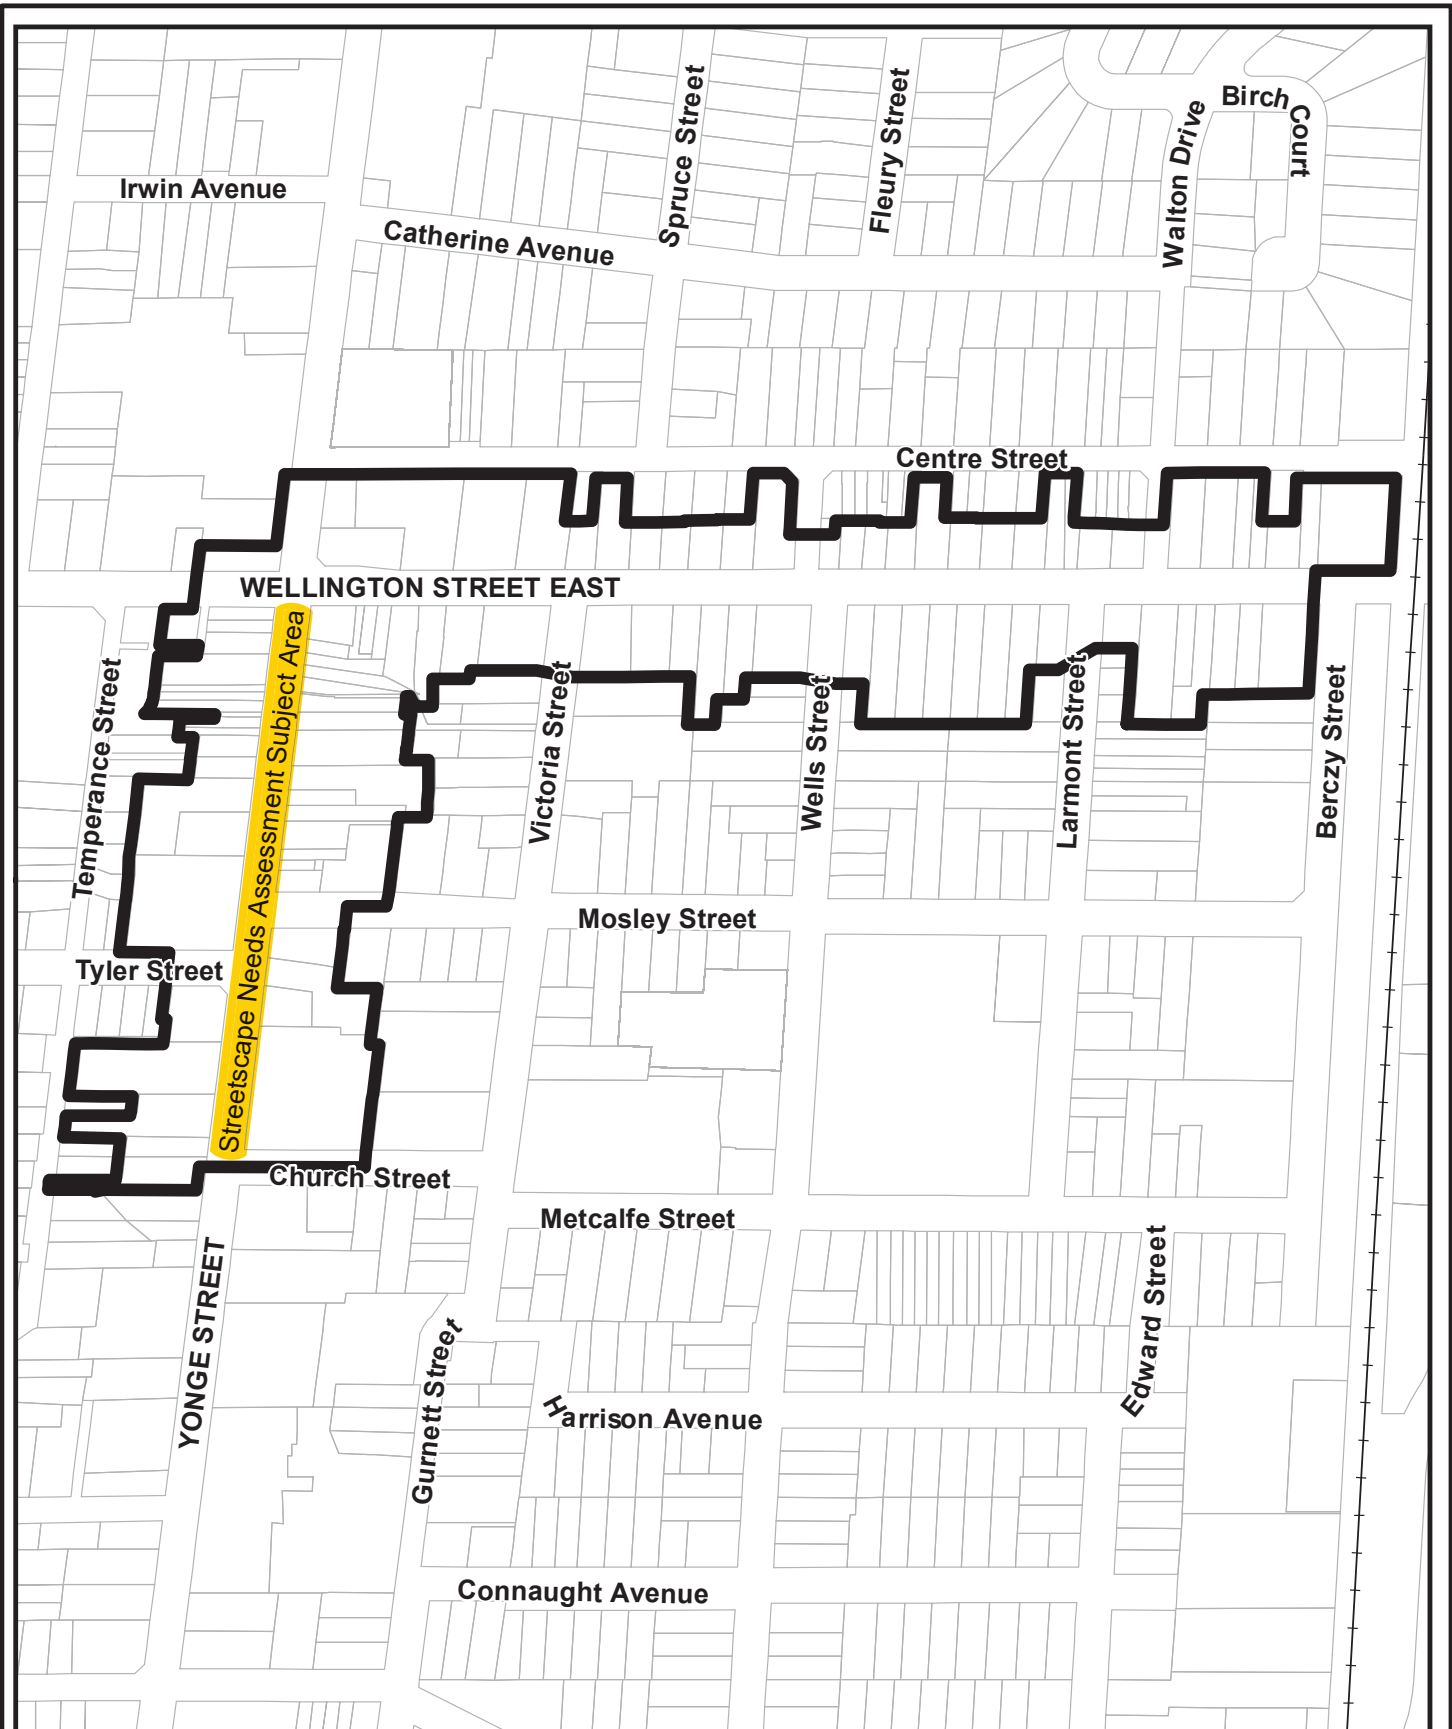 Birch Court
Spruce Street
Fleury Street
Walton Drive
Irwin Avenue
Catherine Avenue
Centre Street
WELLINGTON STREET EAST
Streetscape Needs Assessment Subject Area
Temperance Street
Victoria Street
Wells Street
Larmont Street
Berczy Street
Mosley Street
Tyler Street
Church Street
Metcalfe Street
YONGE STREET
Edward Street
Gurnett Street
Harrison Avenue
Connaught Avenue